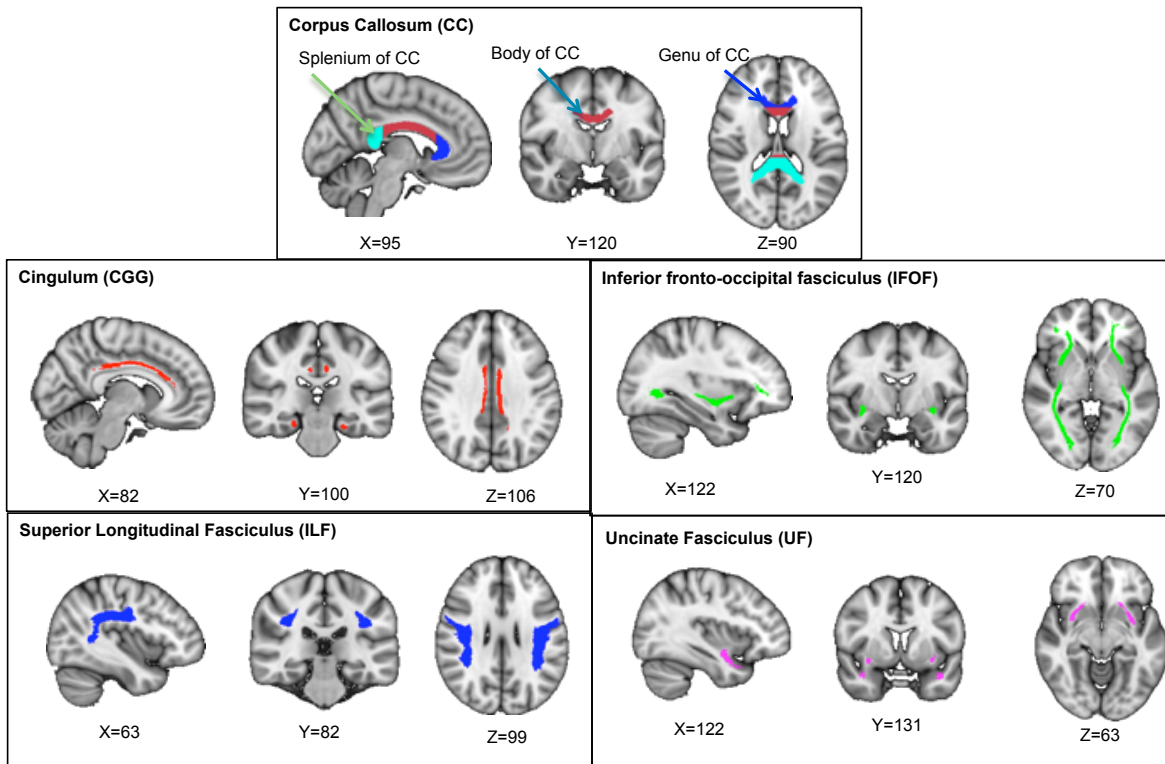 Corpus Callosum (CC)
Splenium of CC
Body of CC
Genu of CC
X=95
Y=120
Z=90
Cingulum (CGG)
X=82
Y=100
Z=106
Inferior fronto-occipital fasciculus (IFOF)
X=122
Y=120
Z=70
Superior Longitudinal Fasciculus (ILF)
X=63
Y=82
Z=99
Uncinate Fasciculus (UF)
X=122
Y=131
Z=63